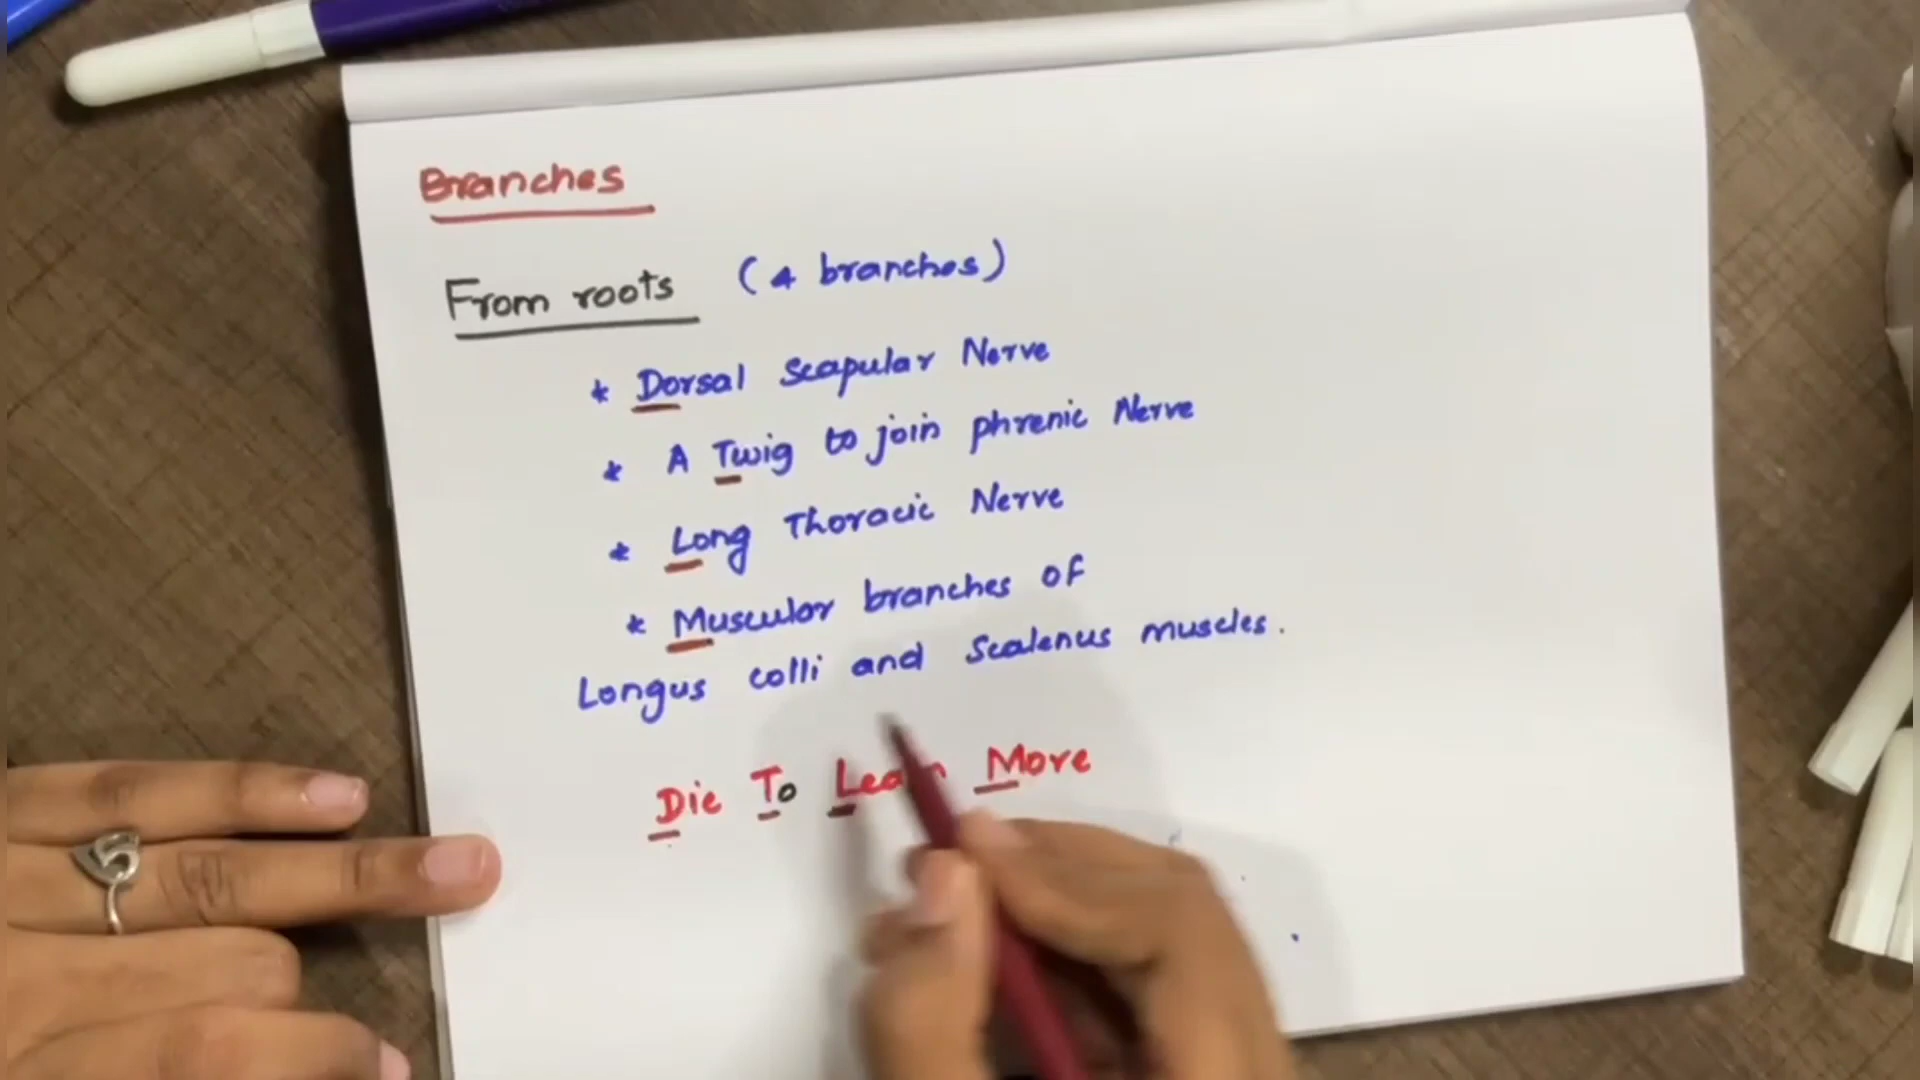 Branches
From roots (4 branches)
* Dorsal Scapular Nerve
* A Twig to join phrenic Nerve
* Long Thoracic Nerve
* Muscular branches of
Longus colli and Scalenus muscles.
Die To Learn More